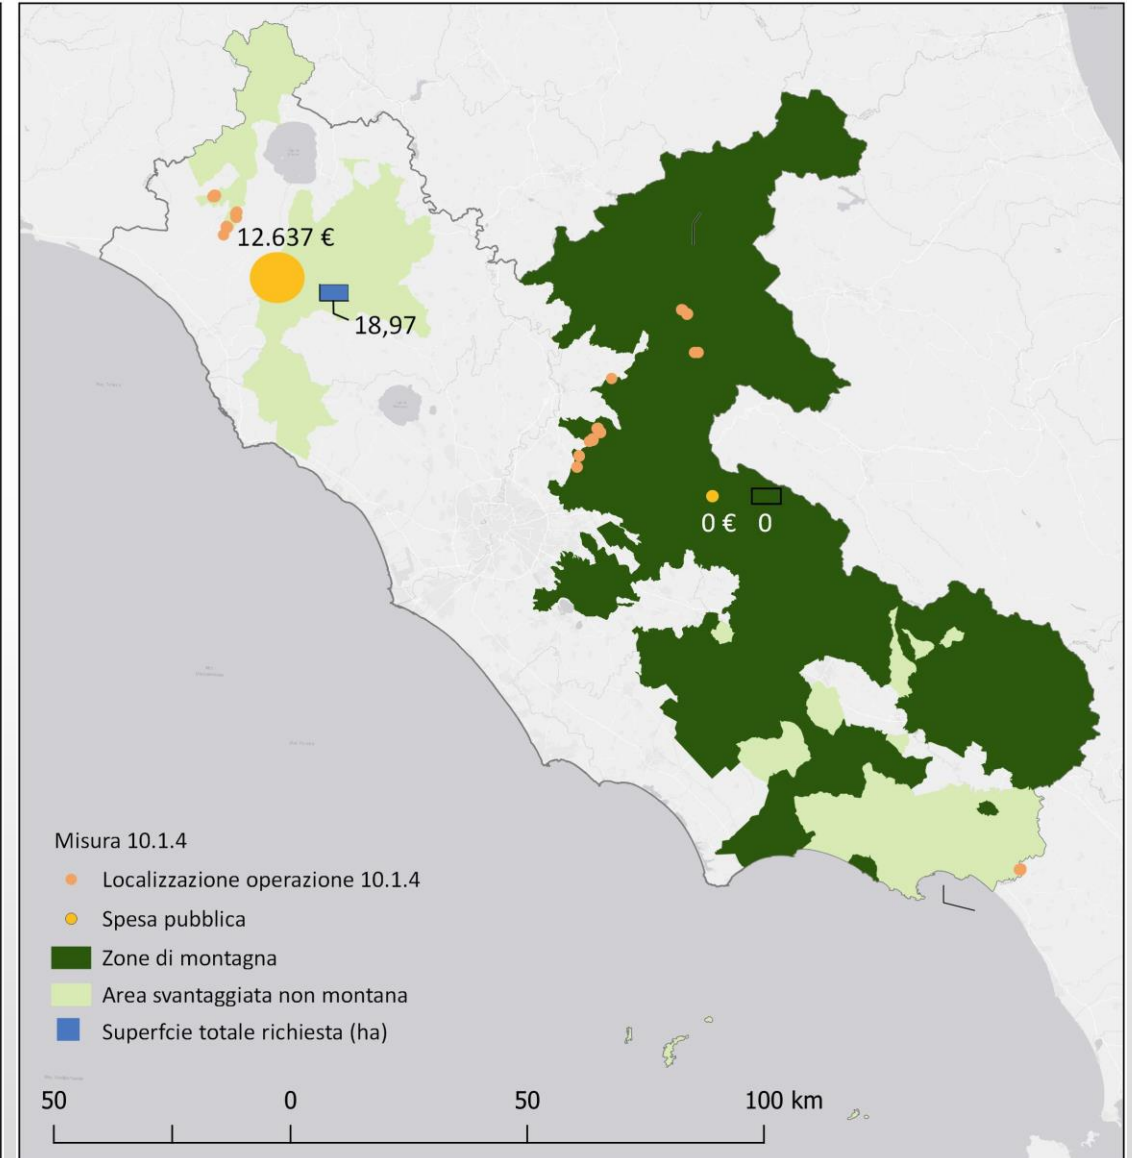 12.637 €
18,97
0 € 0
Misura 10.1.4
Localizzazione operazione 10.1.4
Spesa pubblica
Zone di montagna
Area svantaggiata non montana
Superfcie totale richiesta (ha)
50 0 50 100 km